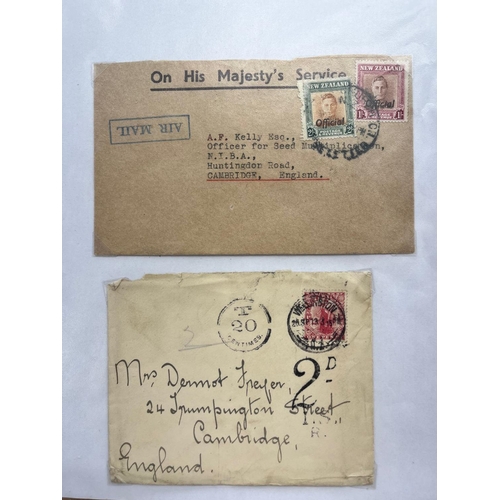 On His Majesty's Service
NEW ZEALAND
Official
NEW ZEALAND
Official
AIR MAIL
A.F. Kelly Esq.,
Officer for Seed Multiplication,
N.I.B.A.,
Huntingdon Road,
CAMBRIDGE, England.
T
20
CENTIMES
2D
Mrs Dermot Freyer,
24 Trumpington Street
Cambridge,
England.